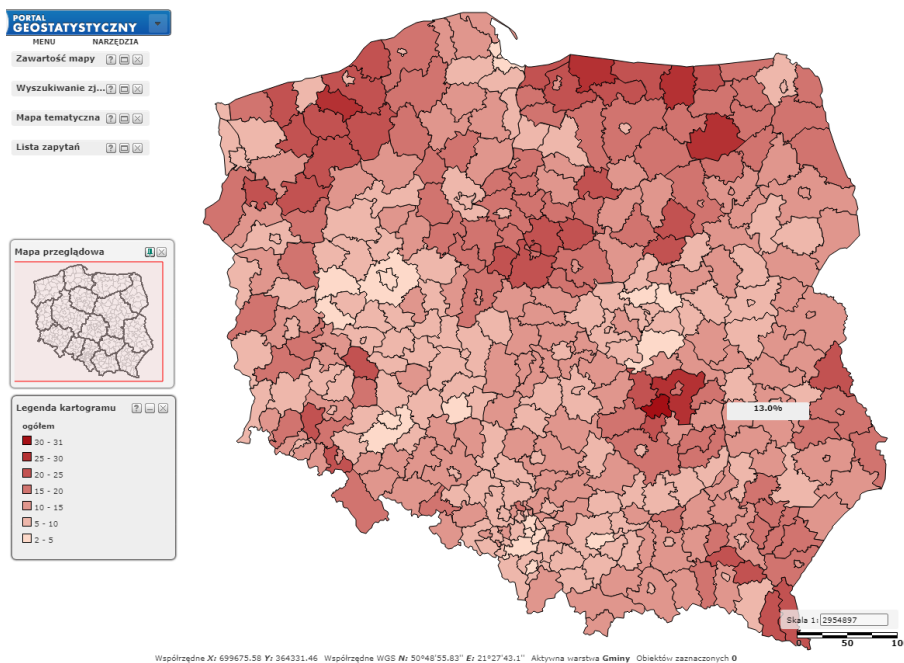 PORTAL
GEOSTATYSTYCZNY
MENU NARZĘDZIA
Zawartość mapy
Wyszukiwanie zj...
Mapa tematyczna
Lista zapytań
Mapa przeglądowa
Legenda kartogramu
ogółem
30 - 31
25 - 30
20 - 25
15 - 20
10 - 15
5 - 10
2 - 5
13.0%
Skala 1: 2954897
0 50 10
Współrzędne X: 699675.58 Y: 364331.46 Współrzędne WGS N: 50°48'55.83" E: 21°27'43.1" Aktywna warstwa Gminy Obiektów zaznaczonych 0